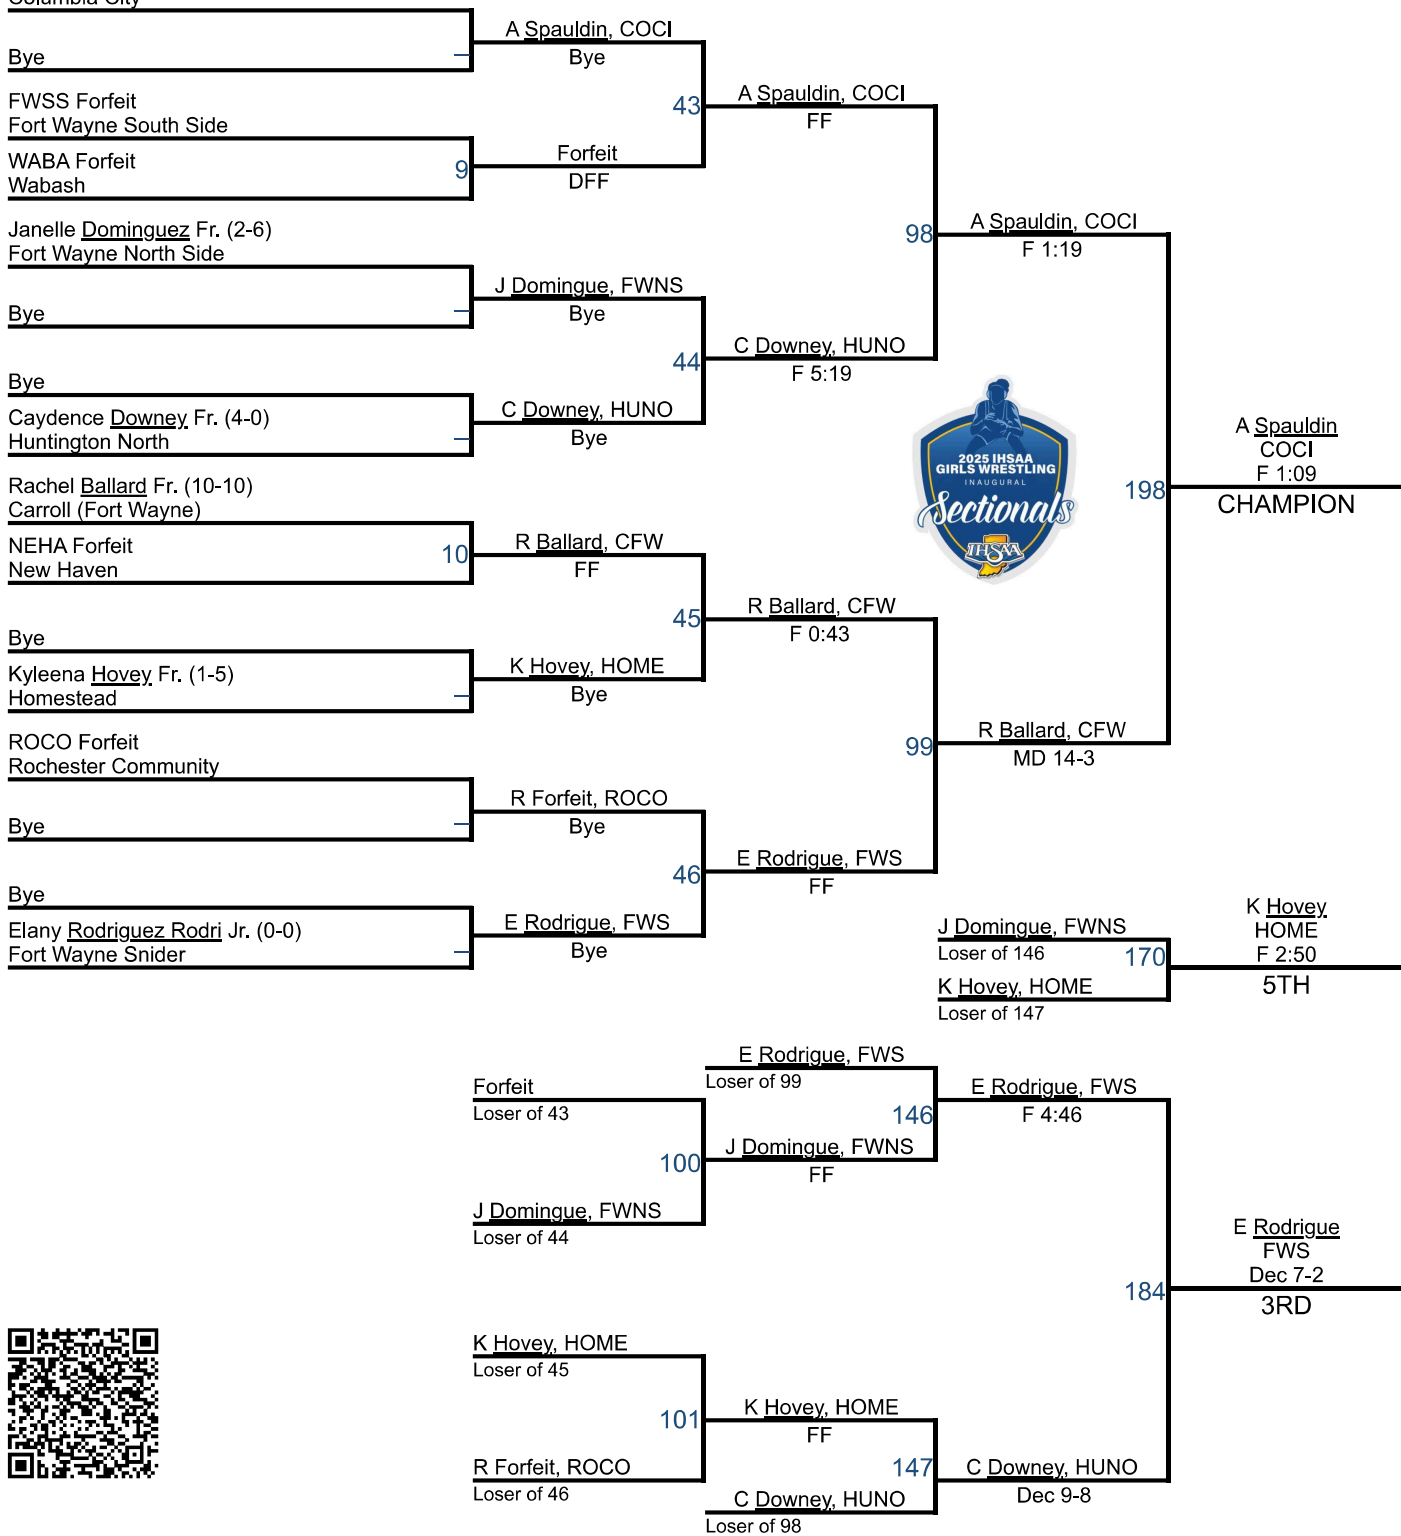 Columbia City
Bye
A Spauldin, COCI
Bye
FWSS Forfeit
Fort Wayne South Side
43
A Spauldin, COCI
FF
WABA Forfeit
Wabash
9
Forfeit
DFF
Janelle Dominguez Fr. (2-6)
Fort Wayne North Side
98
A Spauldin, COCI
F 1:19
Bye
J Domingue, FWNS
Bye
44
C Downey, HUNO
F 5:19
Bye
Caydence Downey Fr. (4-0)
Huntington North
C Downey, HUNO
Bye
2025 IHSAA
GIRLS WRESTLING
INAUGURAL
Sectionals
IHSAA
198
A Spauldin
COCI
F 1:09
CHAMPION
Rachel Ballard Fr. (10-10)
Carroll (Fort Wayne)
NEHA Forfeit
New Haven
10
R Ballard, CFW
FF
45
R Ballard, CFW
F 0:43
Bye
Kyleena Hovey Fr. (1-5)
Homestead
K Hovey, HOME
Bye
99
R Ballard, CFW
MD 14-3
ROCO Forfeit
Rochester Community
Bye
R Forfeit, ROCO
Bye
46
E Rodrigue, FWS
FF
Bye
Elany Rodriguez Rodri Jr. (0-0)
Fort Wayne Snider
E Rodrigue, FWS
Bye
J Domingue, FWNS
Loser of 146
170
K Hovey, HOME
Loser of 147
K Hovey
HOME
F 2:50
5TH
E Rodrigue, FWS
Loser of 99
Forfeit
Loser of 43
146
E Rodrigue, FWS
F 4:46
100
J Domingue, FWNS
FF
J Domingue, FWNS
Loser of 44
184
E Rodrigue
FWS
Dec 7-2
3RD
K Hovey, HOME
Loser of 45
101
K Hovey, HOME
FF
R Forfeit, ROCO
Loser of 46
147
C Downey, HUNO
Dec 9-8
C Downey, HUNO
Loser of 98